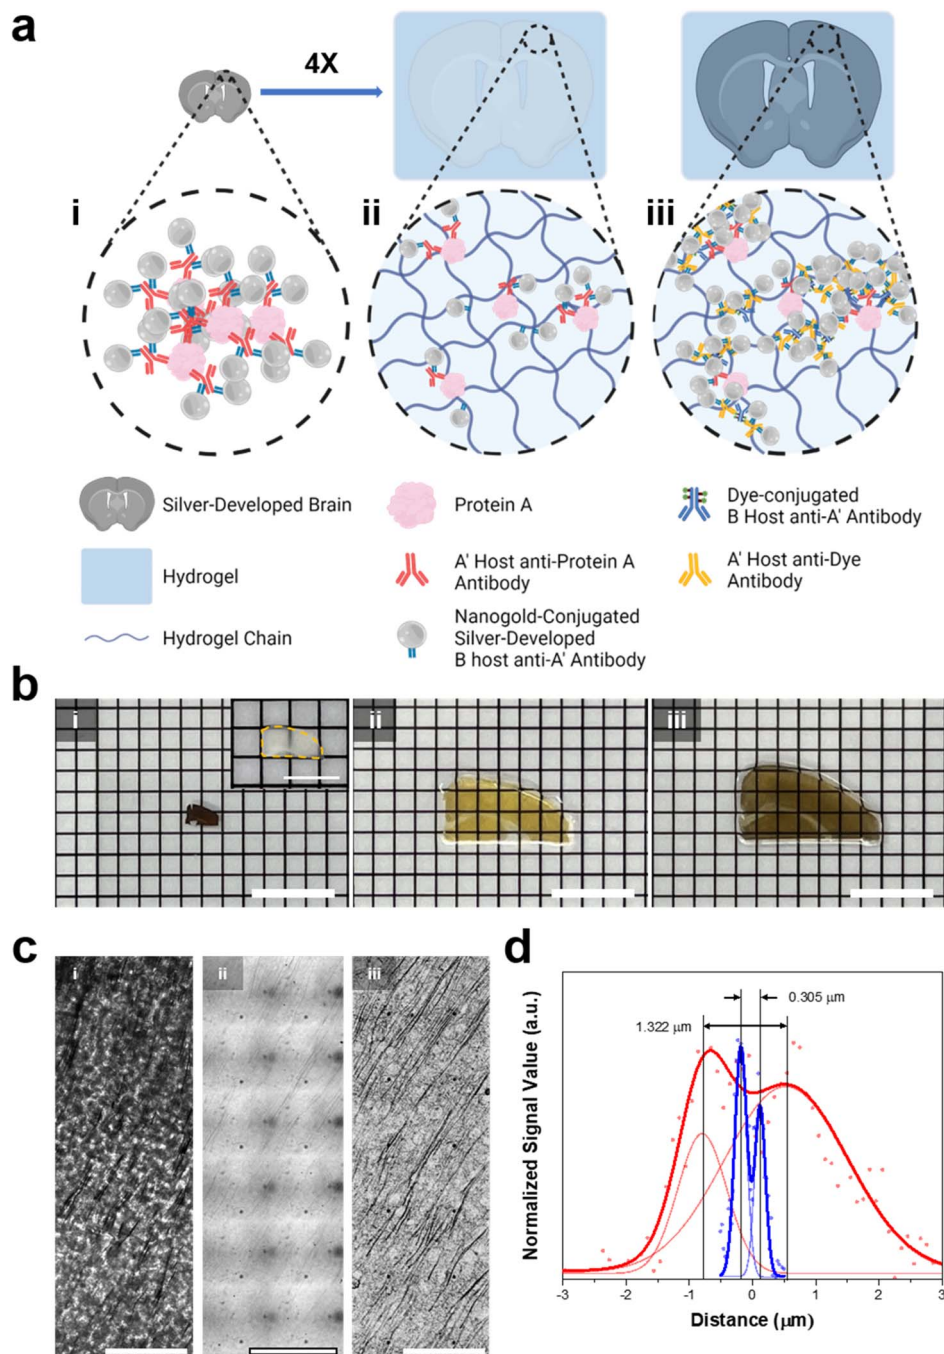 a
4X
i
ii
iii
Silver-Developed Brain
Hydrogel
Hydrogel Chain
Protein A
A' Host anti-Protein A
Antibody
Nanogold-Conjugated
Silver-Developed
B host anti-A' Antibody
Dye-conjugated
B Host anti-A' Antibody
A' Host anti-Dye
Antibody
b
i
ii
iii
c
i
ii
iii
d
0.305 μm
1.322 μm
Normalized Signal Value (a.u.)
-3 -2 -1 0 1 2 3
Distance (μm)